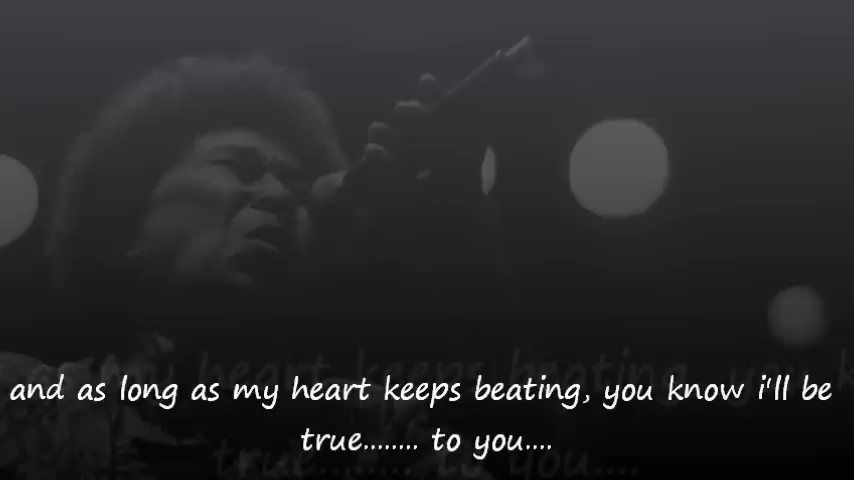 and as long as my heart keeps beating, you know i'll be
true........ to you....